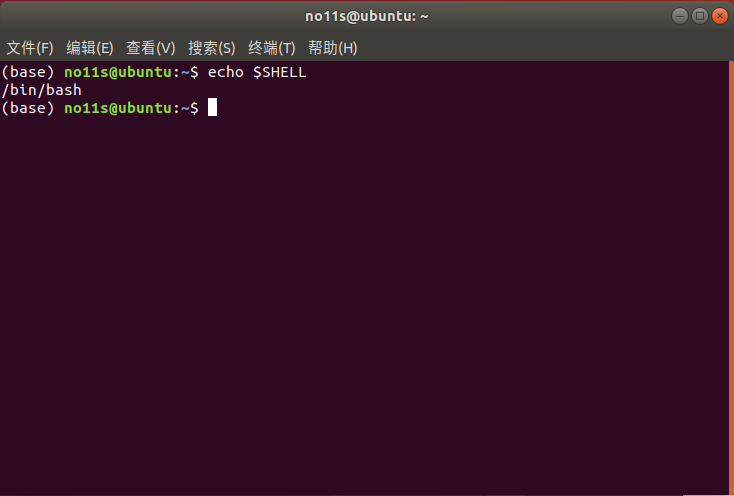 no11s@ubuntu: ~
文件(F) 编辑(E) 查看(V) 搜索(S) 终端(T) 帮助(H)
(base) no11s@ubuntu:~$ echo $SHELL
/bin/bash
(base) no11s@ubuntu:~$